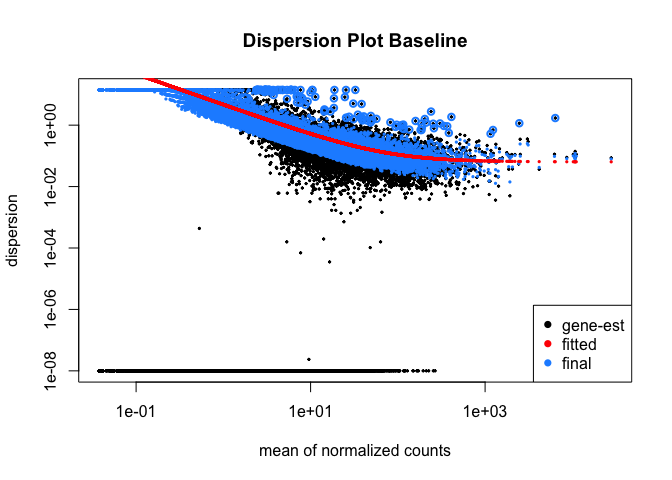 Dispersion Plot Baseline
dispersion
1e+00
1e-02
1e-04
1e-06
1e-08
gene-est
fitted
final
1e-01 1e+01 1e+03
mean of normalized counts